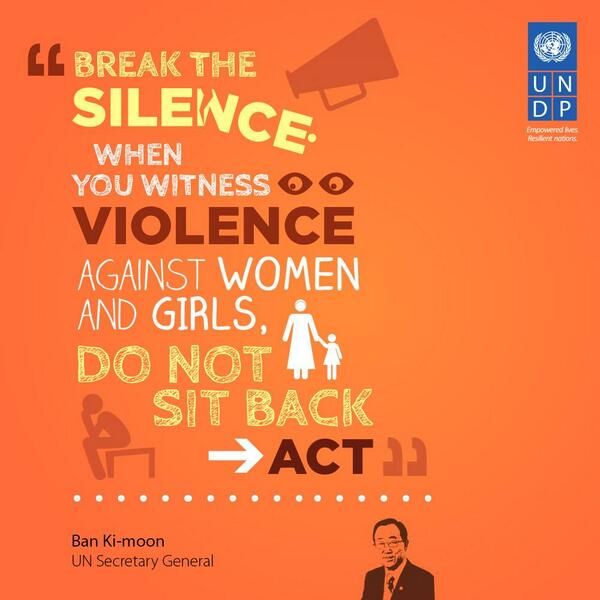 “ BREAK THE
SILENCE.
WHEN
YOU WITNESS
VIOLENCE
AGAINST WOMEN
AND GIRLS,
DO NOT
SIT BACK
→ ACT ”
Ban Ki-moon
UN Secretary General
U N
D P
Empowered lives.
Resilient nations.